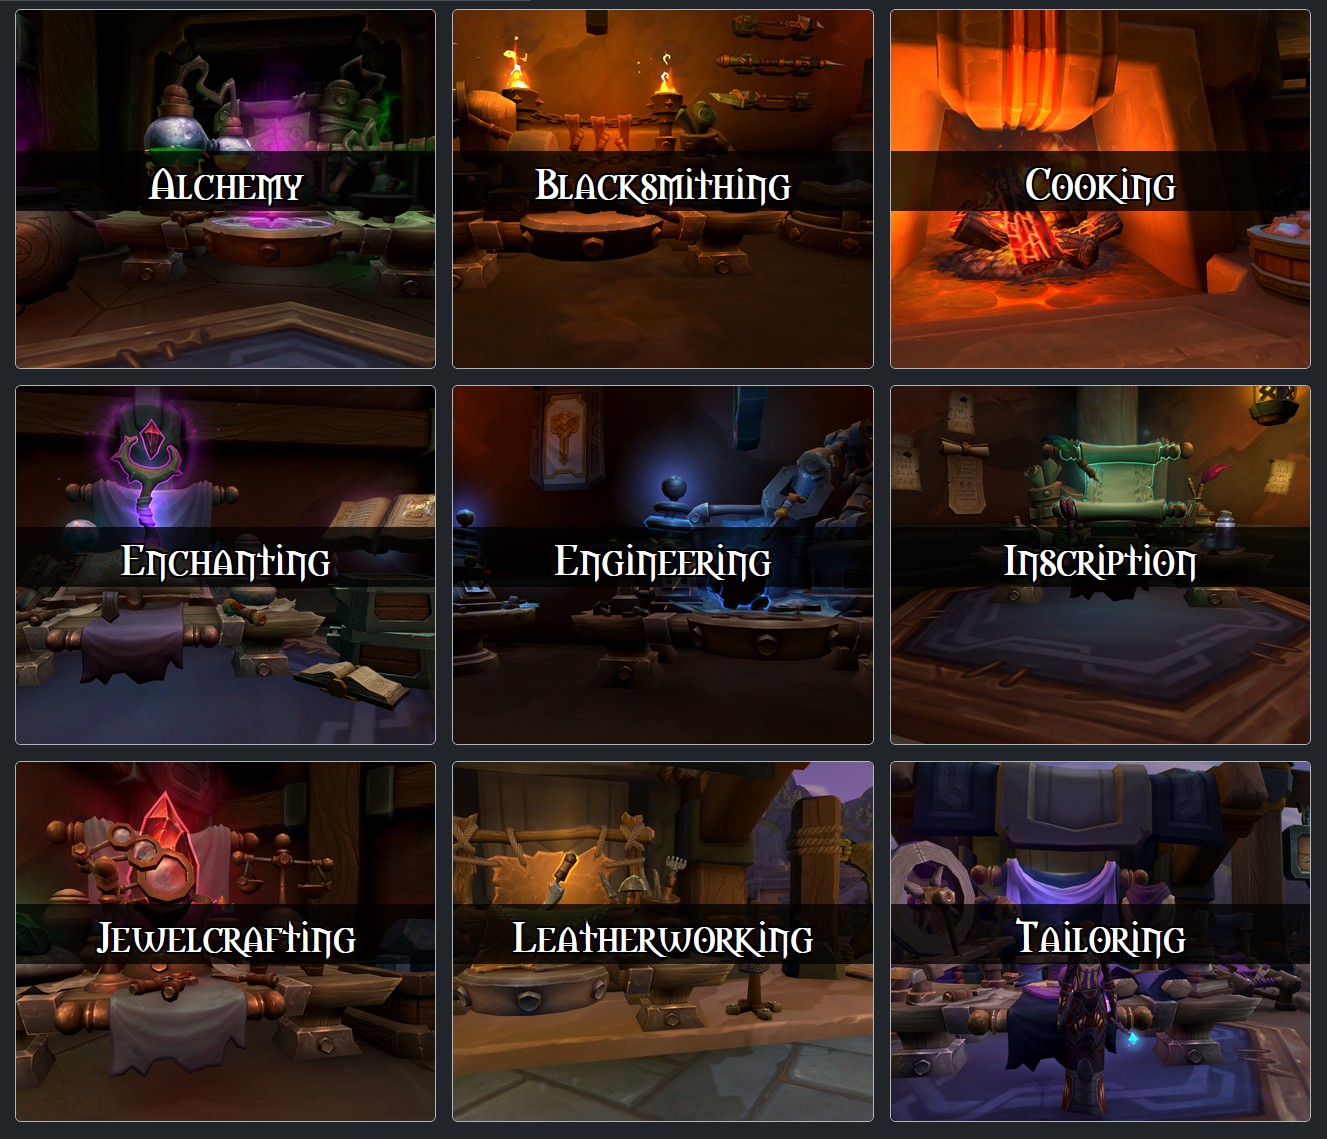 Alchemy
Blacksmithing
Cooking
Enchanting
Engineering
Inscription
Jewelcrafting
Leatherworking
Tailoring